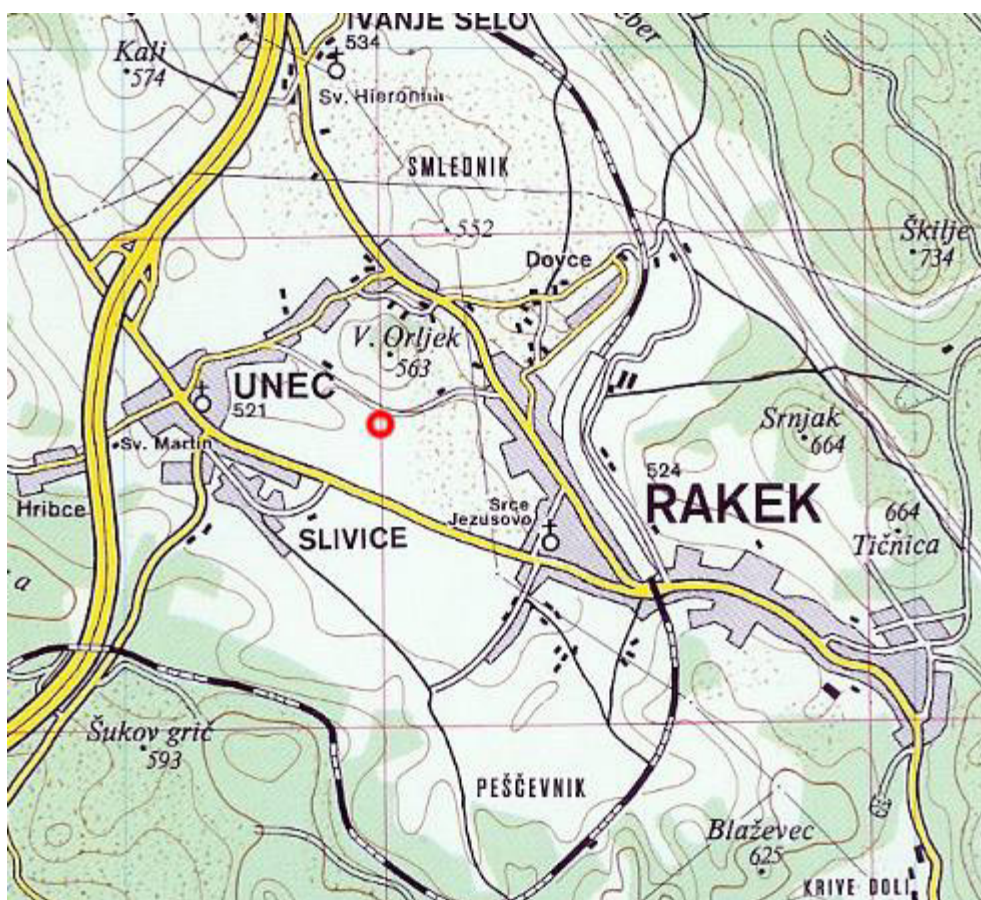 IVANJE SELO
534
Kali
574
Sv. Hieronim
SMLEDNIK
552
Škilje
734
Dovce
V. Orljek
563
UNEC
521
Srnjak
664
Sv. Martin
524
RAKEK
Hribce
Srce
Jezusovo
664
Tičnica
SLIVICE
a
Šukov grič
593
PEŠČEVNIK
Blaževec
625
KRIVE DOLI